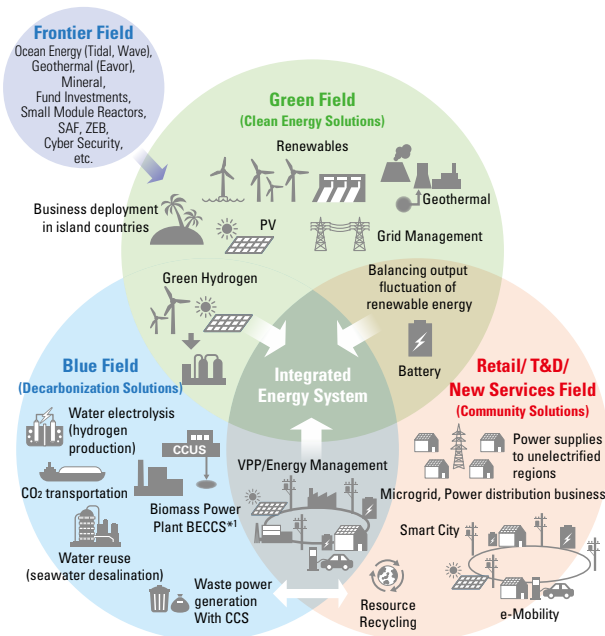 Frontier Field
Ocean Energy (Tidal, Wave),
Geothermal (Eavor),
Mineral,
Fund Investments,
Small Module Reactors,
SAF, ZEB,
Cyber Security,
etc.
Green Field
(Clean Energy Solutions)
Renewables
Geothermal
Business deployment
in island countries
PV
Grid Management
Green Hydrogen
Balancing output
fluctuation of
renewable energy
Battery
Integrated
Energy System
Blue Field
(Decarbonization Solutions)
Water electrolysis
(hydrogen
production)
CCUS
CO2 transportation
Biomass Power
Plant BECCS*1
Water reuse
(seawater desalination)
Waste power
generation
With CCS
VPP/Energy Management
Retail/ T&D/
New Services Field
(Community Solutions)
Power supplies
to unelectrified
regions
Microgrid, Power distribution business
Smart City
e-Mobility
Resource
Recycling